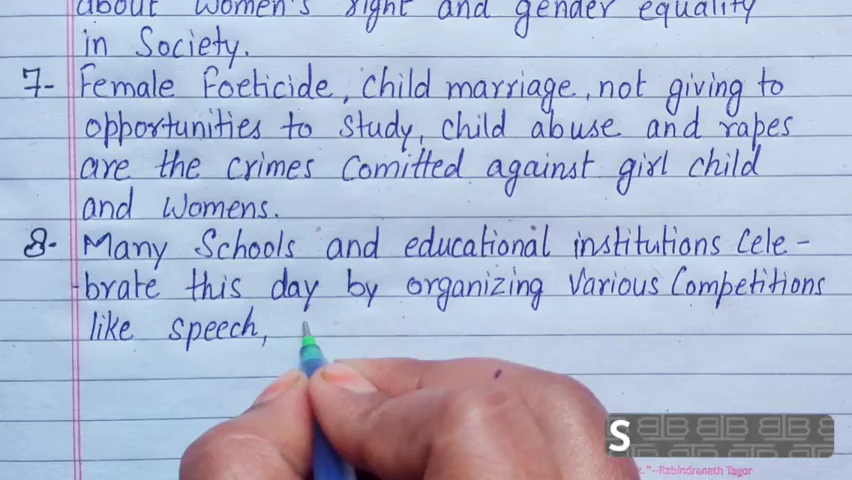 about women's right and gender equality
in Society.
7- Female Foeticide, child marriage, not giving to
opportunities to study, child abuse and rapes
are the crimes comitted against girl child
and womens.
8- Many Schools and educational institutions Cele-
-brate this day by organizing various Competitions
like speech,
S
."--Rabindranath Tagor